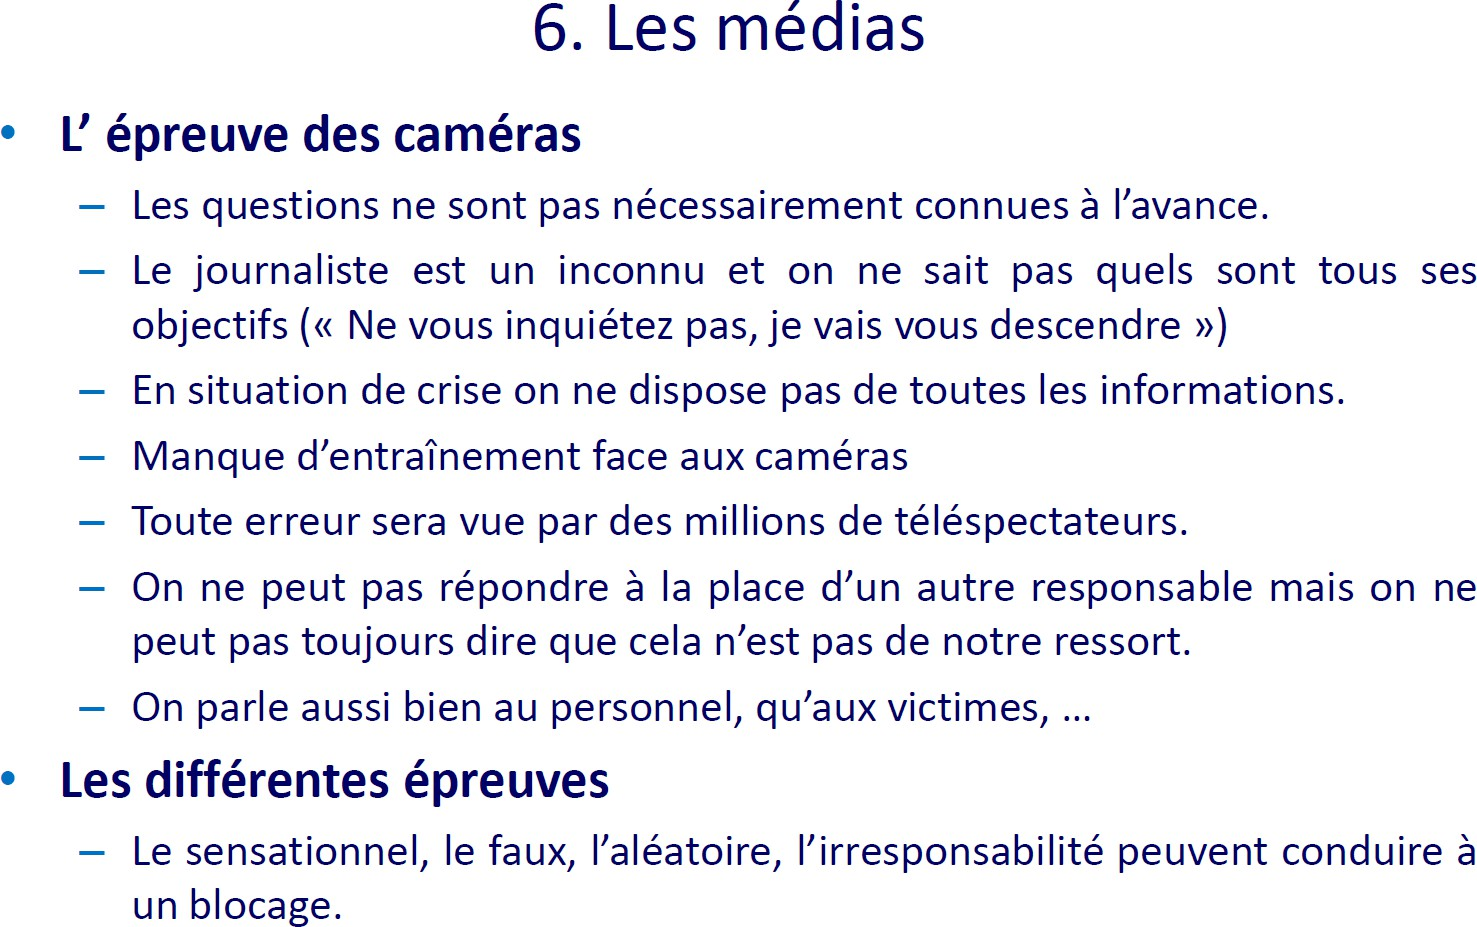 6. Les médias
• L’ épreuve des caméras
– Les questions ne sont pas nécessairement connues à l’avance.
– Le journaliste est un inconnu et on ne sait pas quels sont tous ses
objectifs (« Ne vous inquiétez pas, je vais vous descendre »)
– En situation de crise on ne dispose pas de toutes les informations.
– Manque d’entraînement face aux caméras
– Toute erreur sera vue par des millions de téléspectateurs.
– On ne peut pas répondre à la place d’un autre responsable mais on ne
peut pas toujours dire que cela n’est pas de notre ressort.
– On parle aussi bien au personnel, qu’aux victimes, …
• Les différentes épreuves
– Le sensationnel, le faux, l’aléatoire, l’irresponsabilité peuvent conduire à
un blocage.